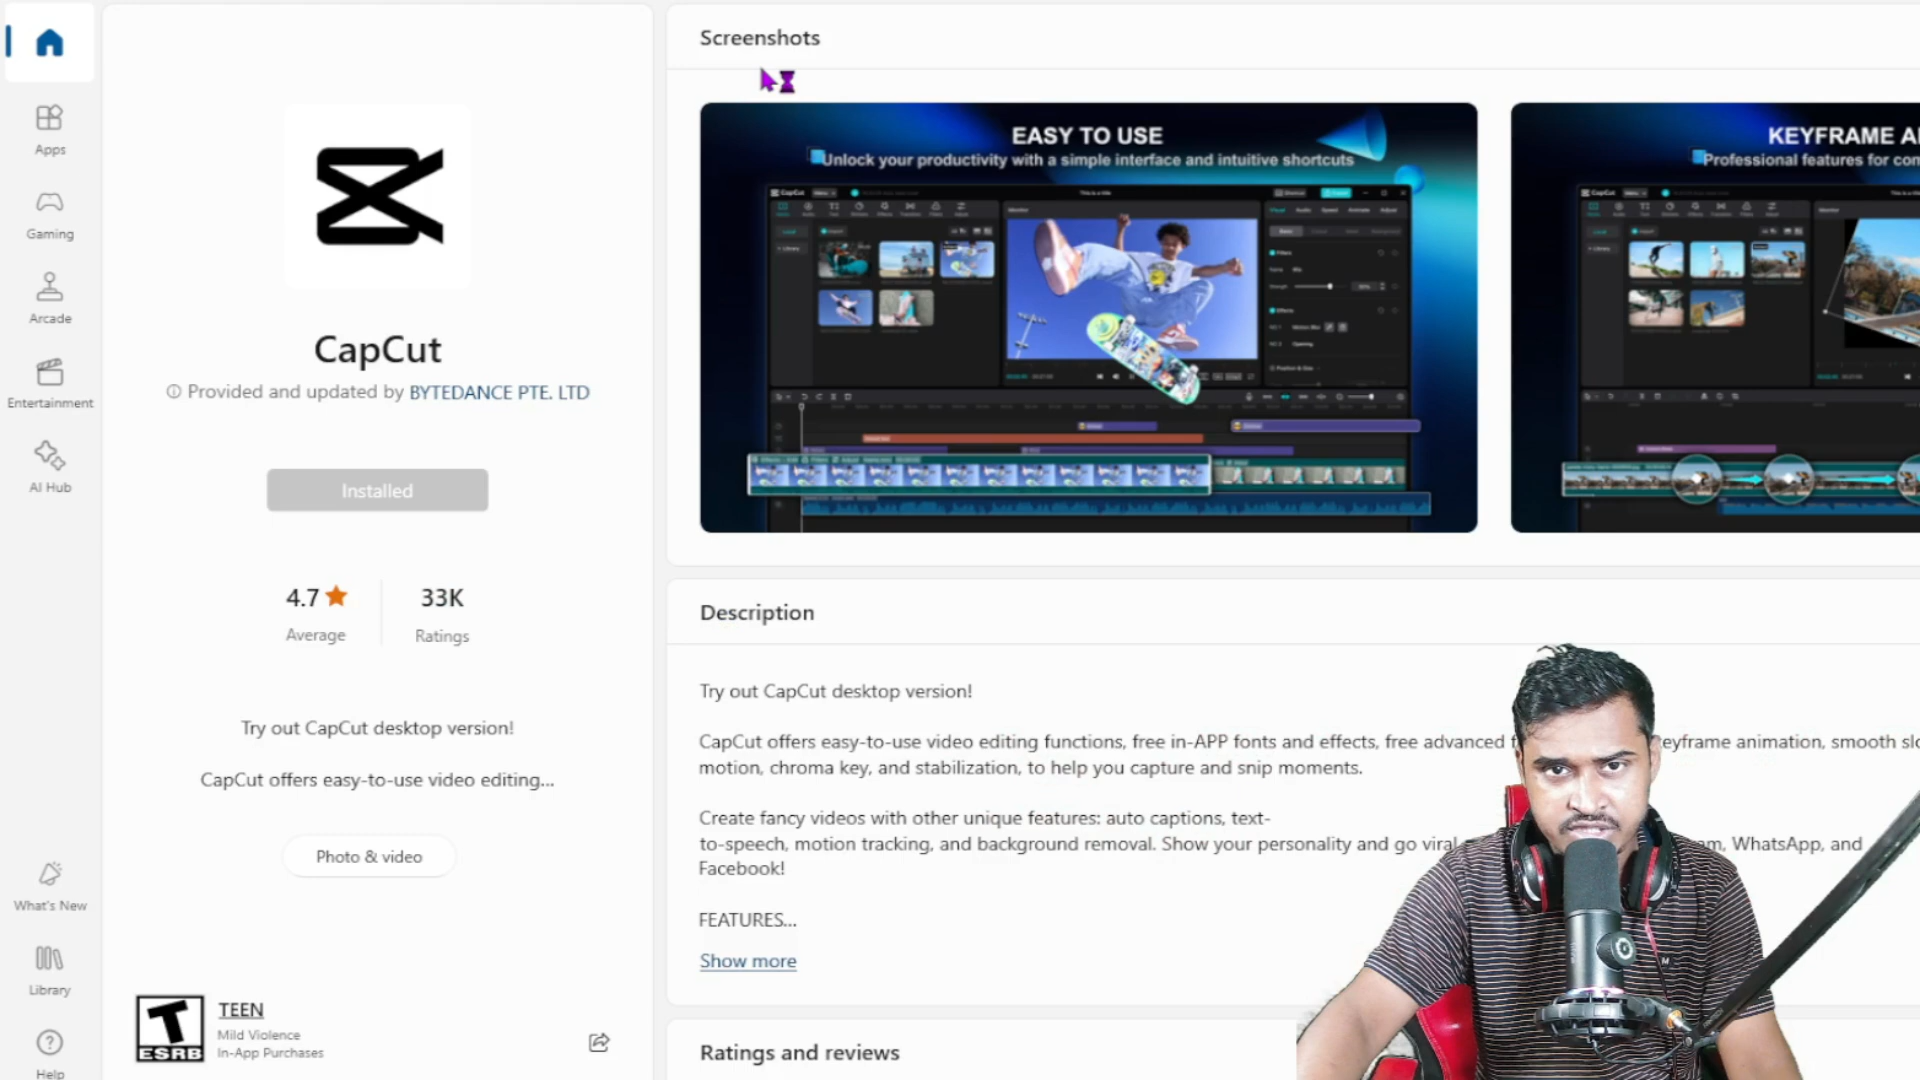 Apps
Gaming
Arcade
Entertainment
AI Hub
What's New
Library
Help
CapCut
Provided and updated by BYTEDANCE PTE. LTD
Installed
4.7
Average
33K
Ratings
Try out CapCut desktop version!
CapCut offers easy-to-use video editing...
Photo & video
T
ESRB
TEEN
Mild Violence
In-App Purchases
Screenshots
EASY TO USE
Unlock your productivity with a simple interface and intuitive shortcuts
CapCut
KEYFRAME A
Professional features for com
CapCut
Description
Try out CapCut desktop version!
CapCut offers easy-to-use video editing functions, free in-APP fonts and effects, free advanced f eyframe animation, smooth slo
motion, chroma key, and stabilization, to help you capture and snip moments.
Create fancy videos with other unique features: auto captions, text-
to-speech, motion tracking, and background removal. Show your personality and go viral am, WhatsApp, and
Facebook!
FEATURES...
Show more
Ratings and reviews